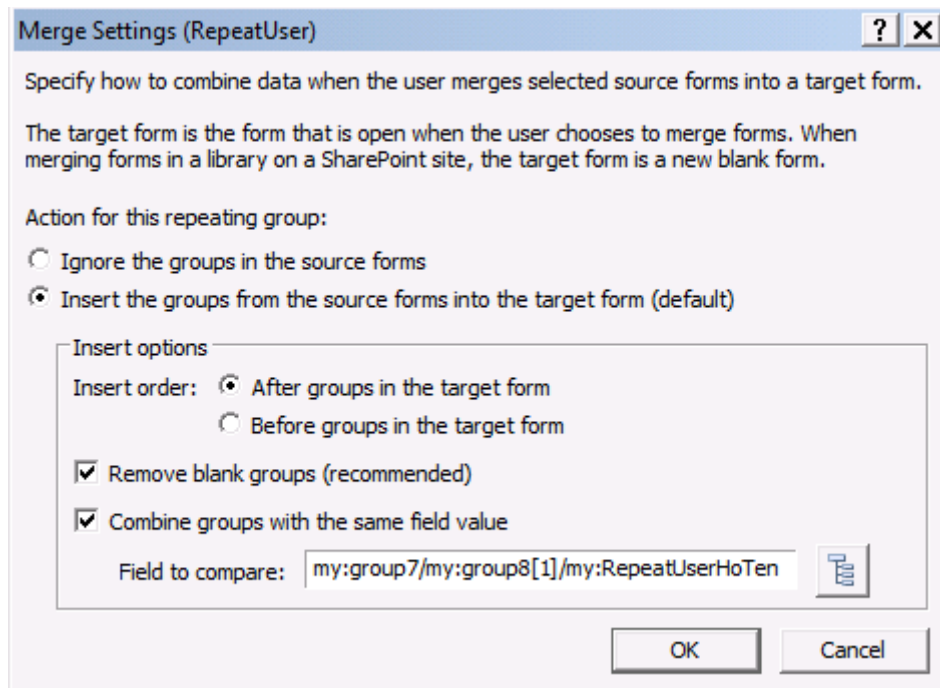 Merge Settings (RepeatUser)
Specify how to combine data when the user merges selected source forms into a target form.
The target form is the form that is open when the user chooses to merge forms. When
merging forms in a library on a SharePoint site, the target form is a new blank form.
Action for this repeating group:
Ignore the groups in the source forms
Insert the groups from the source forms into the target form (default)
Insert options
Insert order: After groups in the target form
Before groups in the target form
Remove blank groups (recommended)
Combine groups with the same field value
Field to compare: my:group7/my:group8[1]/my:RepeatUserHoTen
OK Cancel